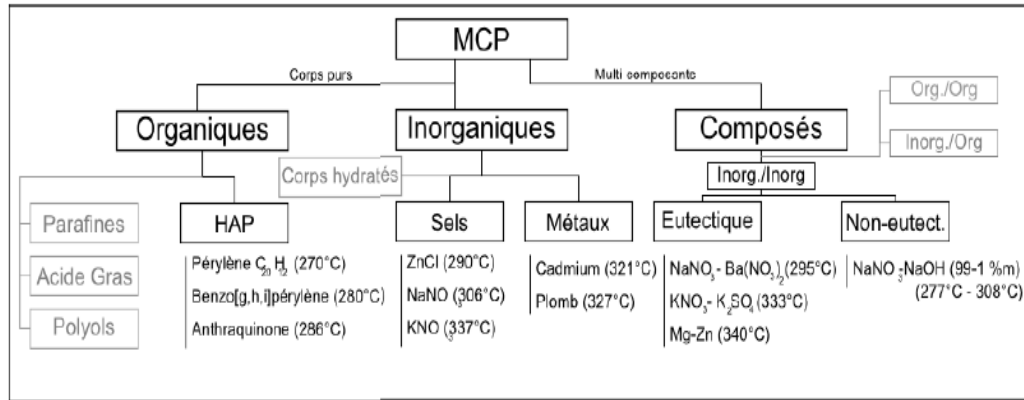 MCP
Corps purs
Multi composants
Organiques
Inorganiques
Composés
Org./Org
Inorg./Org
Corps hydratés
Inorg./Inorg
Parafines
Acide Gras
Polyols
HAP
Pérylène C₂₀H₁₂ (270°C)
Benzo[g,h,i]pérylène (280°C)
Anthraquinone (286°C)
Sels
ZnCl (290°C)
NaNO₃ (306°C)
KNO₃ (337°C)
Métaux
Cadmium (321°C)
Plomb (327°C)
Eutectique
NaNO₃- Ba(NO₃)₂ (295°C)
KNO₃- K₂SO₄ (333°C)
Mg-Zn (340°C)
Non-eutect.
NaNO₃-NaOH (99-1 %m)
(277°C - 308°C)